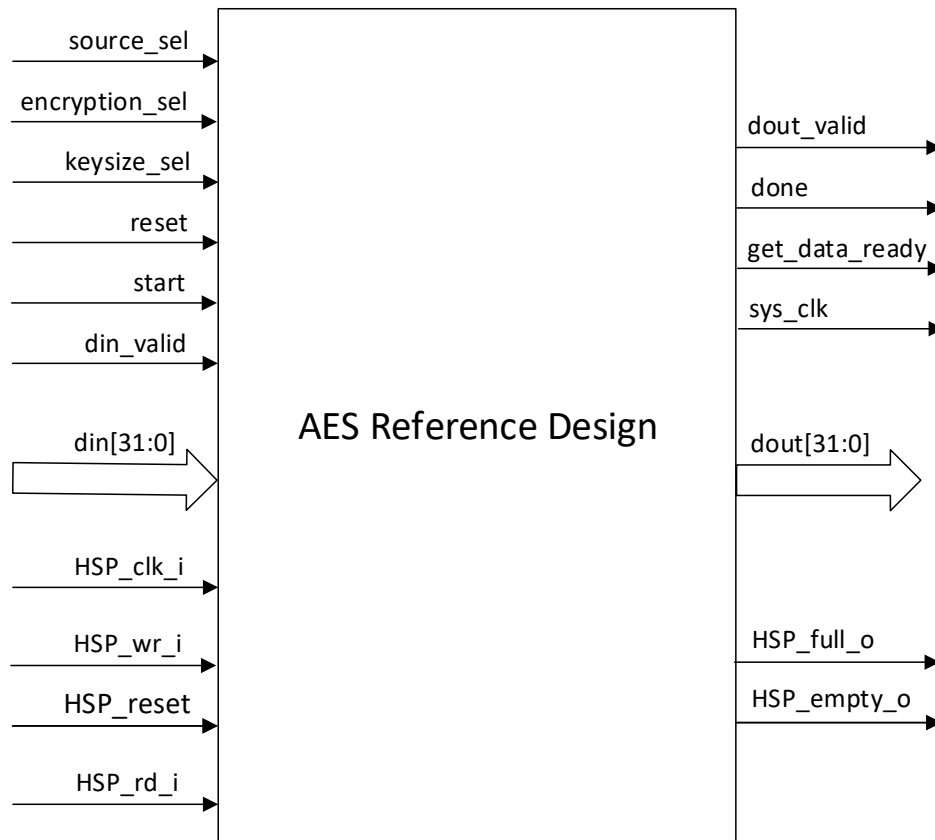 source_sel
encryption_sel
keysize_sel
reset
start
din_valid
din[31:0]
HSP_clk_i
HSP_wr_i
HSP_reset
HSP_rd_i
AES Reference Design
dout_valid
done
get_data_ready
sys_clk
dout[31:0]
HSP_full_o
HSP_empty_o